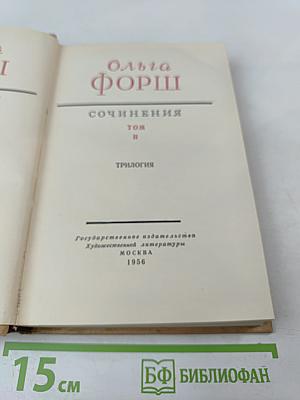 а
Ы
Ольга
ФОРШ
СОЧИНЕНИЯ
ТОМ
II
ТРИЛОГИЯ
Государственное издательство
Художественной литературы
МОСКВА
1956
15 см
БФ БИБЛИОФАН